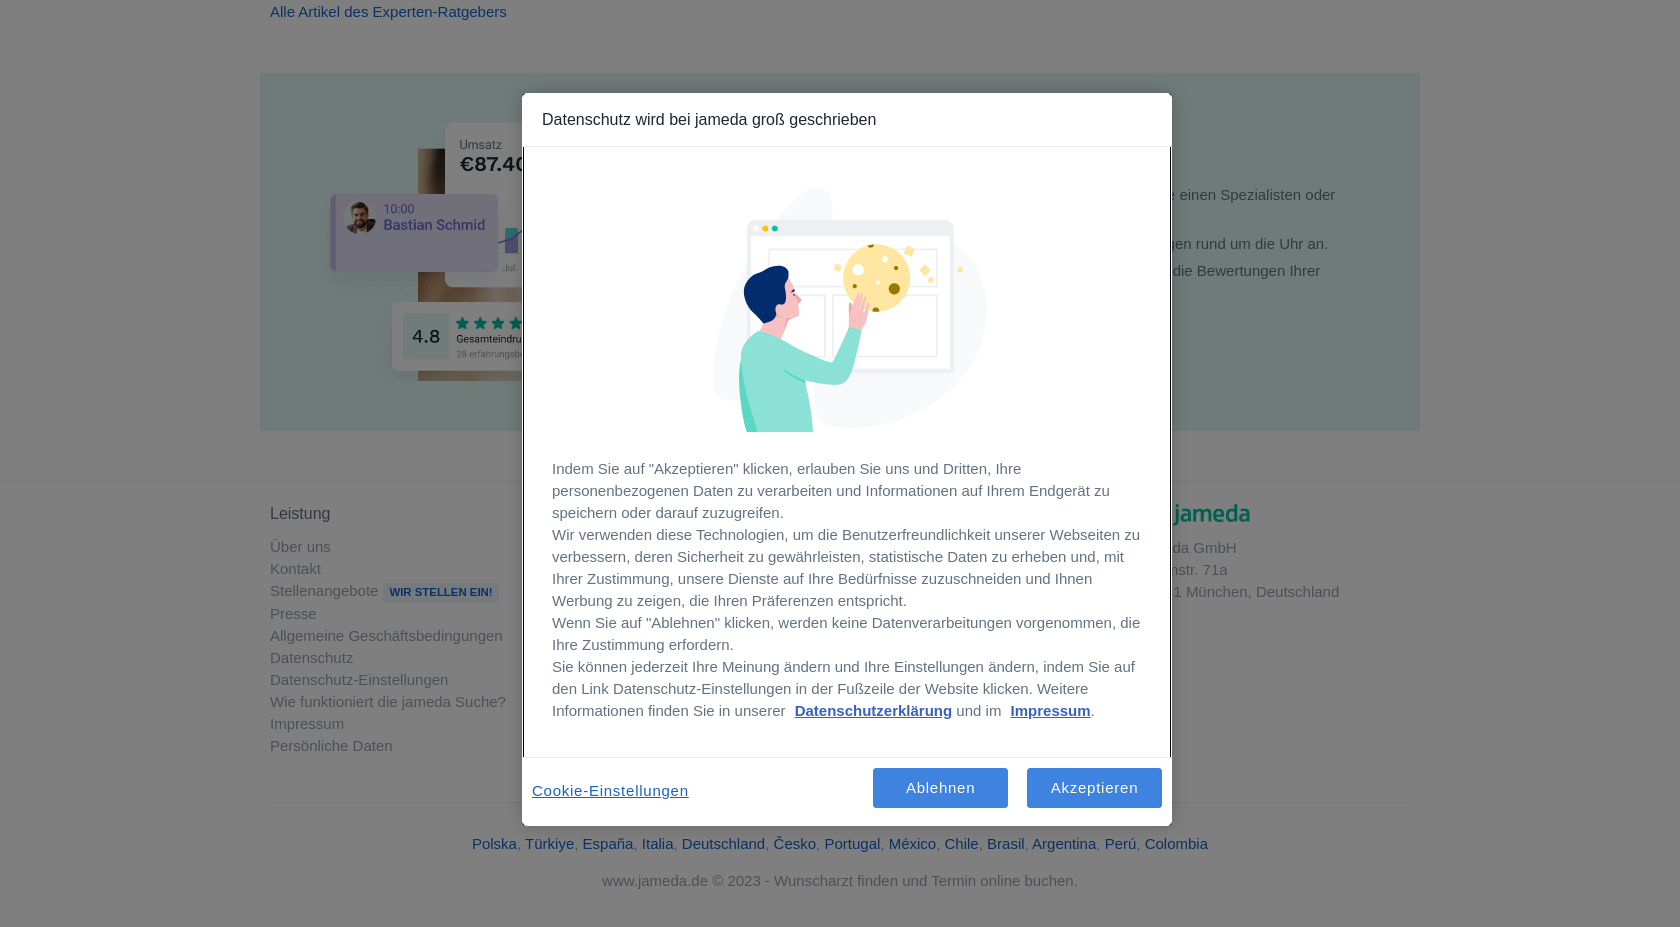 Alle Artikel des Experten-Ratgebers
Umsatz
€87.40
10:00
Bastian Schmid
Jul.
4.8
Gesamteindru
28 erfahrungsbe
einen Spezialisten oder
gen rund um die Uhr an.
die Bewertungen Ihrer
Datenschutz wird bei jameda groß geschrieben
Indem Sie auf "Akzeptieren" klicken, erlauben Sie uns und Dritten, Ihre
personenbezogenen Daten zu verarbeiten und Informationen auf Ihrem Endgerät zu
speichern oder darauf zuzugreifen.
Wir verwenden diese Technologien, um die Benutzerfreundlichkeit unserer Webseiten zu
verbessern, deren Sicherheit zu gewährleisten, statistische Daten zu erheben und, mit
Ihrer Zustimmung, unsere Dienste auf Ihre Bedürfnisse zuzuschneiden und Ihnen
Werbung zu zeigen, die Ihren Präferenzen entspricht.
Wenn Sie auf "Ablehnen" klicken, werden keine Datenverarbeitungen vorgenommen, die
Ihre Zustimmung erfordern.
Sie können jederzeit Ihre Meinung ändern und Ihre Einstellungen ändern, indem Sie auf
den Link Datenschutz-Einstellungen in der Fußzeile der Website klicken. Weitere
Informationen finden Sie in unserer Datenschutzerklärung und im Impressum.
Cookie-Einstellungen
Ablehnen
Akzeptieren
Leistung
Über uns
Kontakt
Stellenangebote WIR STELLEN EIN!
Presse
Allgemeine Geschäftsbedingungen
Datenschutz
Datenschutz-Einstellungen
Wie funktioniert die jameda Suche?
Impressum
Persönliche Daten
jameda
da GmbH
nstr. 71a
1 München, Deutschland
Polska, Türkiye, España, Italia, Deutschland, Česko, Portugal, México, Chile, Brasil, Argentina, Perú, Colombia
www.jameda.de © 2023 - Wunscharzt finden und Termin online buchen.